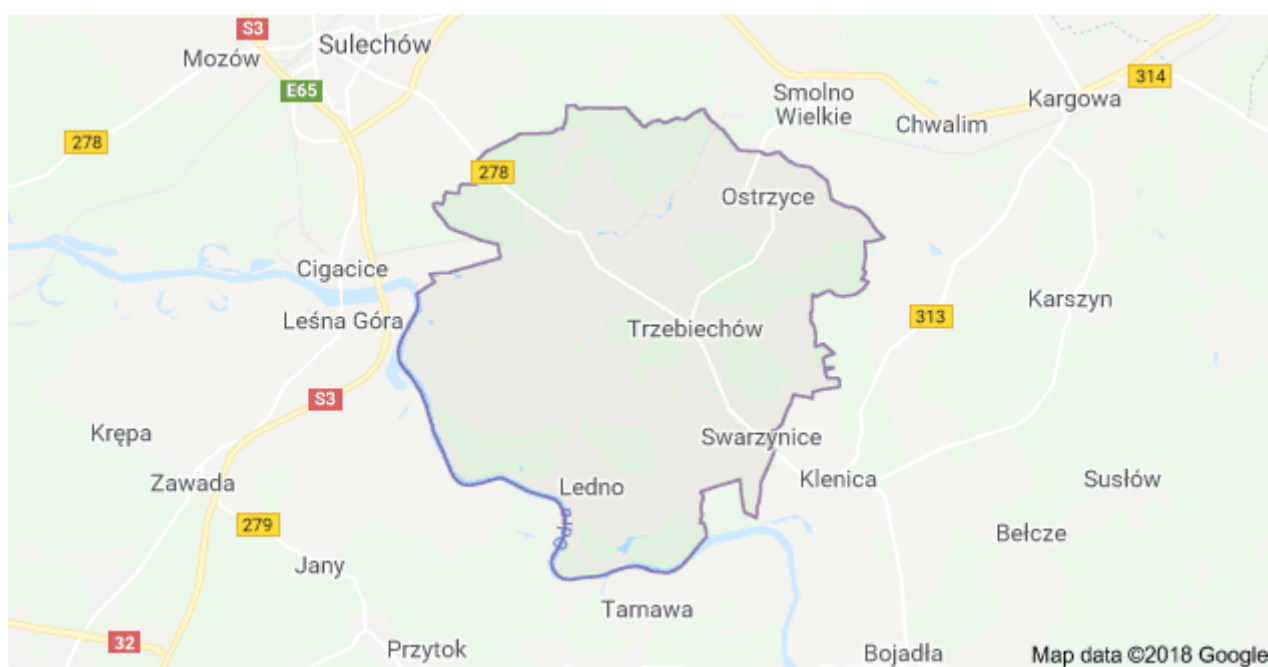 S3
Sulechów
Mozów
E65
278
Smolno
Wielkie
Kargowa
314
Chwalim
278
Ostrzyce
Cigacice
Leśna Góra
Karszyn
313
Trzebiechów
S3
Krępa
Swarzynice
Zawada
Ledno
Klenica
Susłów
279
Odra
Bełcze
Jany
Tarnawa
32
Przytok
Bojadła
Map data ©2018 Google